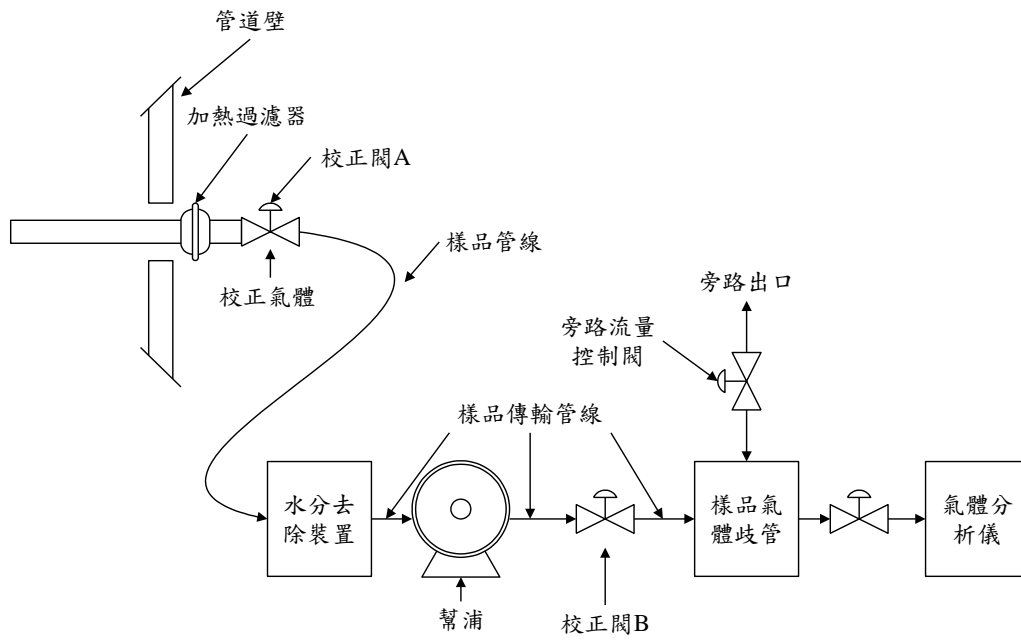 管道壁
加熱過濾器
校正閥A
樣品管線
校正氣體
旁路出口
旁路流量
控制閥
樣品傳輸管線
水分去
除裝置
樣品氣
體歧管
氣體分
析儀
幫浦
校正閥B